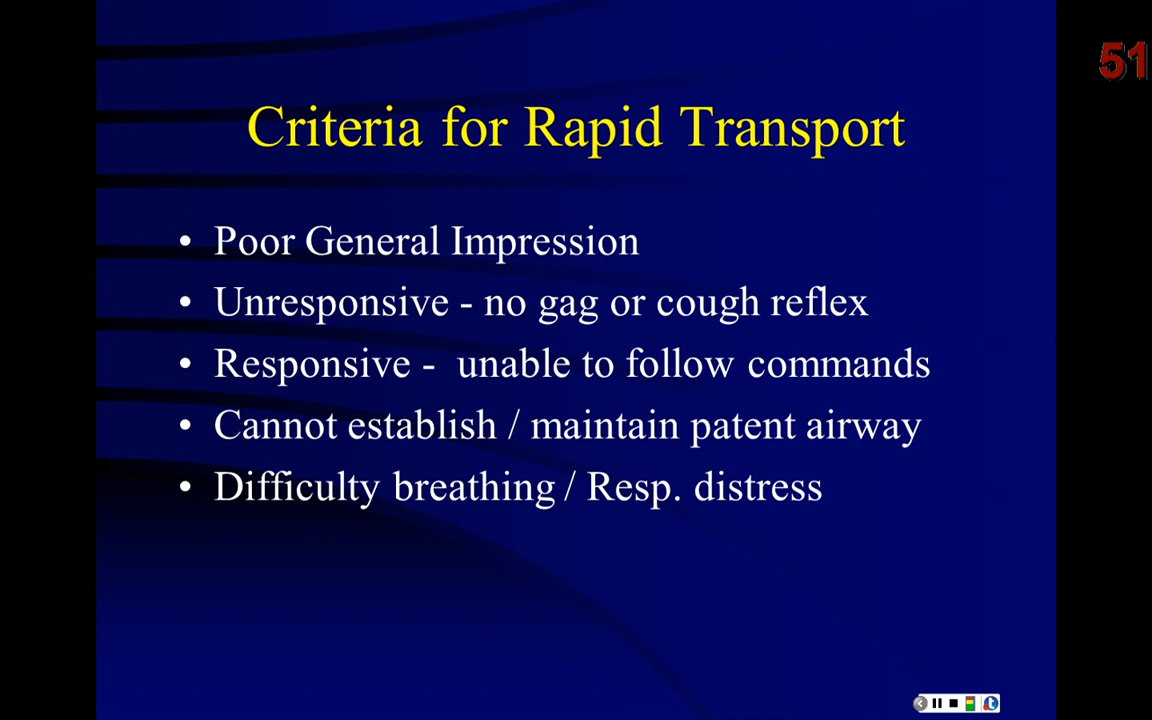 51
Criteria for Rapid Transport
• Poor General Impression
• Unresponsive - no gag or cough reflex
• Responsive -  unable to follow commands
• Cannot establish / maintain patent airway
• Difficulty breathing / Resp. distress